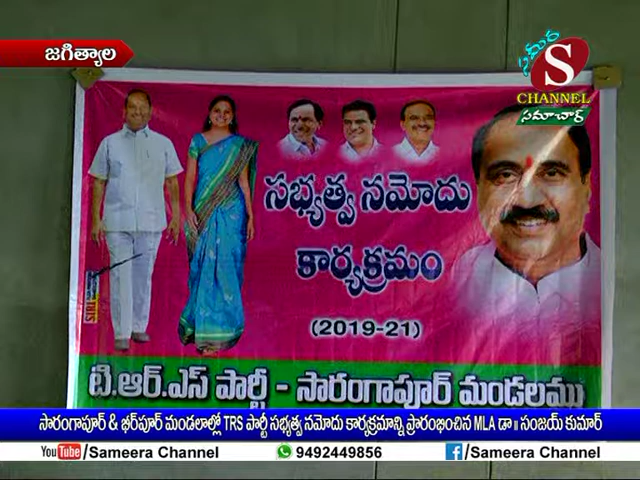 జగిత్యాల
సమీర
S
CHANNEL
సమాచార్
సభ్యత్వ నమోదు
కార్యక్రమం
(2019-21)
టి.ఆర్.ఎస్ పార్టీ - సారంగాపూర్ మండలము
సారంగాపూర్ & భీర్‌పూర్ మండలాల్లో TRS పార్టీ సభ్యత్వ నమోదు కార్యక్రమాన్ని ప్రారంభించిన MLA డా॥ సంజయ్ కుమార్
YouTube /Sameera Channel 9492449856 f /Sameera Channel